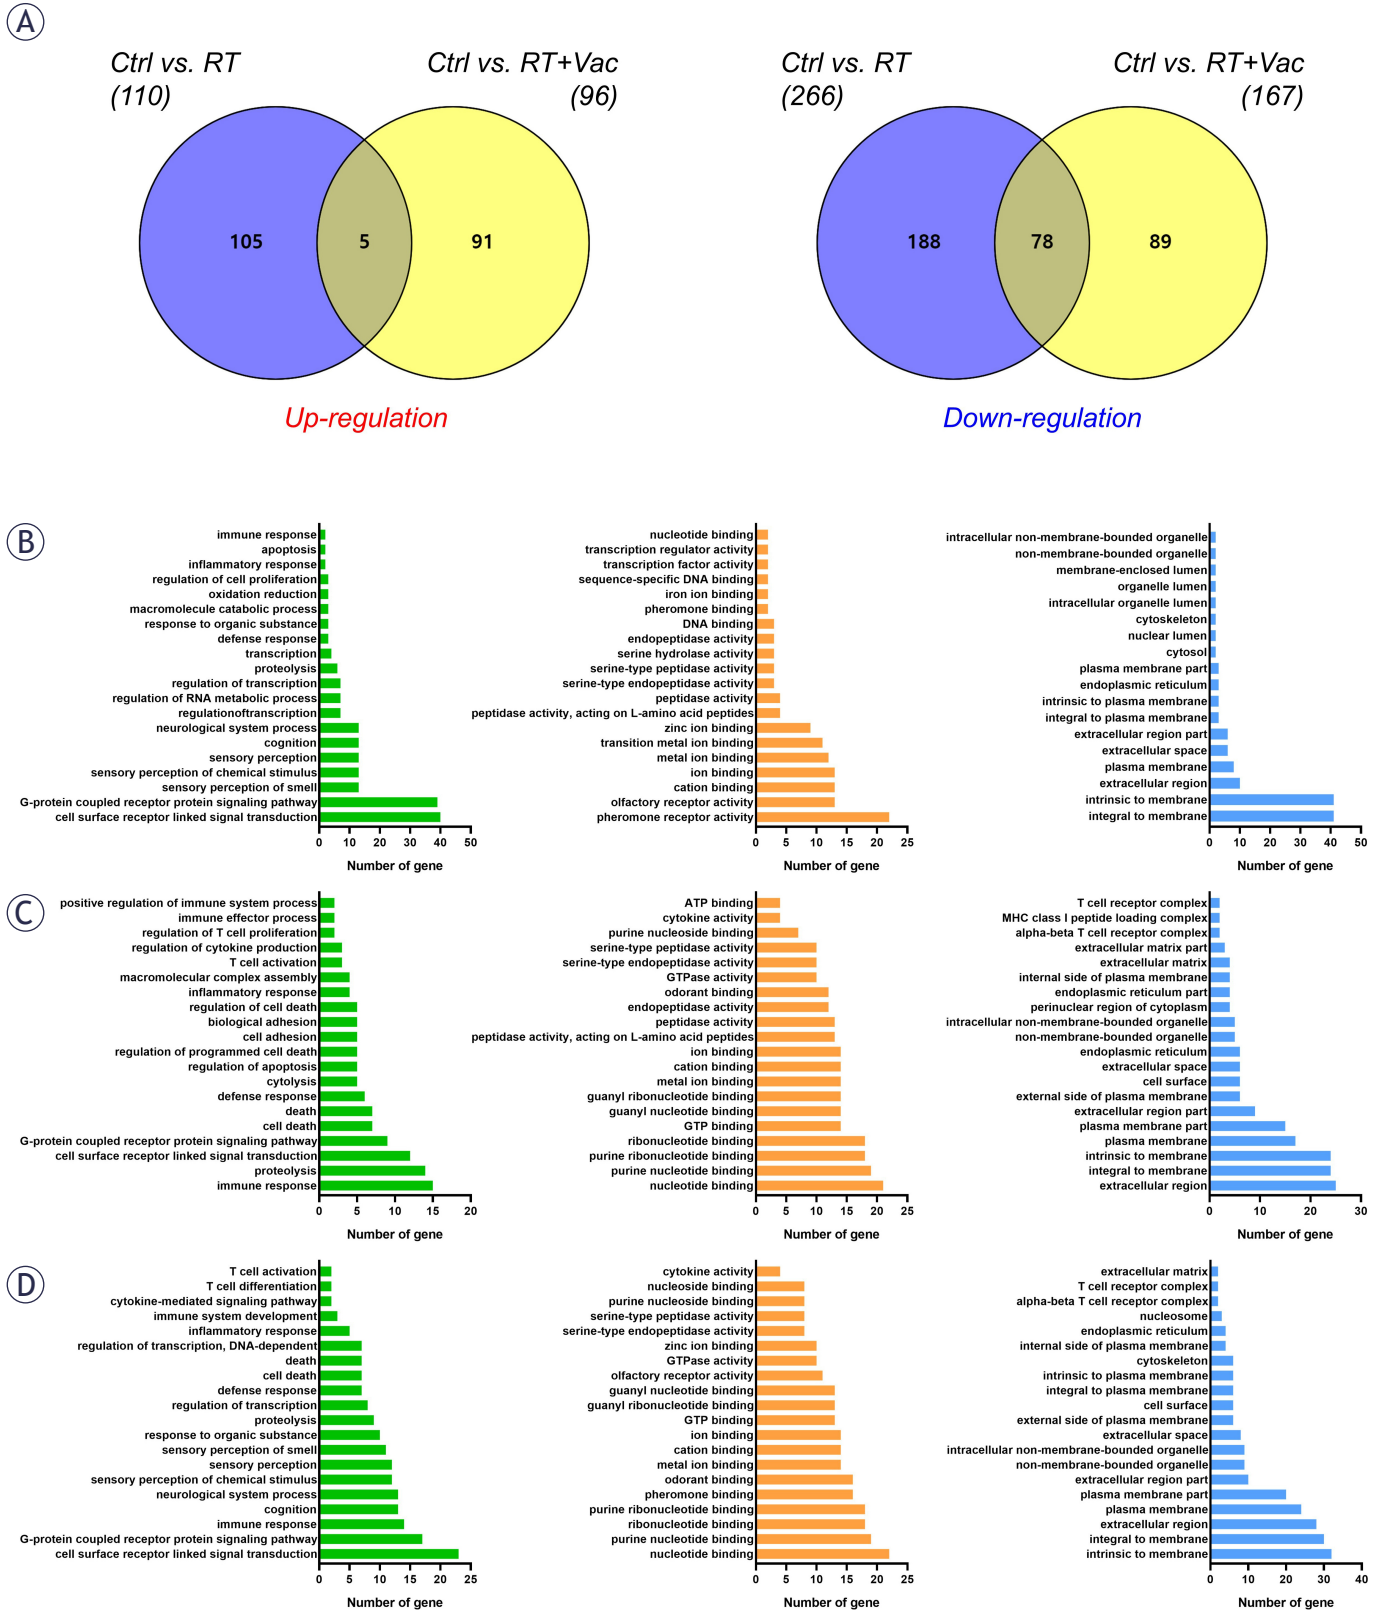 A
Ctrl vs. RT
(110)
Ctrl vs. RT+Vac
(96)
105
5
91
Up-regulation
Ctrl vs. RT
(266)
Ctrl vs. RT+Vac
(167)
188
78
89
Down-regulation
B
immune response
apoptosis
inflammatory response
regulation of cell proliferation
oxidation reduction
macromolecule catabolic process
response to organic substance
defense response
transcription
proteolysis
regulation of transcription
regulation of RNA metabolic process
regulationoftranscription
neurological system process
cognition
sensory perception
sensory perception of chemical stimulus
sensory perception of smell
G-protein coupled receptor protein signaling pathway
cell surface receptor linked signal transduction
0 10 20 30 40 50
Number of gene
nucleotide binding
transcription regulator activity
transcription factor activity
sequence-specific DNA binding
iron ion binding
pheromone binding
DNA binding
endopeptidase activity
serine hydrolase activity
serine-type peptidase activity
serine-type endopeptidase activity
peptidase activity
peptidase activity, acting on L-amino acid peptides
zinc ion binding
transition metal ion binding
metal ion binding
ion binding
cation binding
olfactory receptor activity
pheromone receptor activity
0 5 10 15 20 25
Number of gene
intracellular non-membrane-bounded organelle
non-membrane-bounded organelle
membrane-enclosed lumen
organelle lumen
intracellular organelle lumen
cytoskeleton
nuclear lumen
cytosol
plasma membrane part
endoplasmic reticulum
intrinsic to plasma membrane
integral to plasma membrane
extracellular region part
extracellular space
plasma membrane
extracellular region
intrinsic to membrane
integral to membrane
0 10 20 30 40 50
Number of gene
C
positive regulation of immune system process
immune effector process
regulation of T cell proliferation
regulation of cytokine production
T cell activation
macromolecular complex assembly
inflammatory response
regulation of cell death
biological adhesion
cell adhesion
regulation of programmed cell death
regulation of apoptosis
cytolysis
defense response
death
cell death
G-protein coupled receptor protein signaling pathway
cell surface receptor linked signal transduction
proteolysis
immune response
0 5 10 15 20
Number of gene
ATP binding
cytokine activity
purine nucleoside binding
serine-type peptidase activity
serine-type endopeptidase activity
GTPase activity
odorant binding
endopeptidase activity
peptidase activity
peptidase activity, acting on L-amino acid peptides
ion binding
cation binding
metal ion binding
guanyl ribonucleotide binding
guanyl nucleotide binding
GTP binding
ribonucleotide binding
purine ribonucleotide binding
purine nucleotide binding
nucleotide binding
0 5 10 15 20 25
Number of gene
T cell receptor complex
MHC class I peptide loading complex
alpha-beta T cell receptor complex
extracellular matrix part
extracellular matrix
internal side of plasma membrane
endoplasmic reticulum part
perinuclear region of cytoplasm
intracellular non-membrane-bounded organelle
non-membrane-bounded organelle
endoplasmic reticulum
extracellular space
cell surface
external side of plasma membrane
extracellular region part
plasma membrane part
plasma membrane
intrinsic to membrane
integral to membrane
extracellular region
0 10 20 30
Number of gene
D
T cell activation
T cell differentiation
cytokine-mediated signaling pathway
immune system development
inflammatory response
regulation of transcription, DNA-dependent
death
cell death
defense response
regulation of transcription
proteolysis
response to organic substance
sensory perception of smell
sensory perception
sensory perception of chemical stimulus
neurological system process
cognition
immune response
G-protein coupled receptor protein signaling pathway
cell surface receptor linked signal transduction
0 5 10 15 20 25
Number of gene
cytokine activity
nucleoside binding
purine nucleoside binding
serine-type peptidase activity
serine-type endopeptidase activity
zinc ion binding
GTPase activity
olfactory receptor activity
guanyl nucleotide binding
guanyl ribonucleotide binding
GTP binding
ion binding
cation binding
metal ion binding
odorant binding
pheromone binding
purine ribonucleotide binding
ribonucleotide binding
purine nucleotide binding
nucleotide binding
0 5 10 15 20 25
Number of gene
extracellular matrix
T cell receptor complex
alpha-beta T cell receptor complex
nucleosome
endoplasmic reticulum
internal side of plasma membrane
cytoskeleton
intrinsic to plasma membrane
integral to plasma membrane
cell surface
external side of plasma membrane
extracellular space
intracellular non-membrane-bounded organelle
non-membrane-bounded organelle
extracellular region part
plasma membrane part
plasma membrane
extracellular region
integral to membrane
intrinsic to membrane
0 10 20 30 40
Number of gene